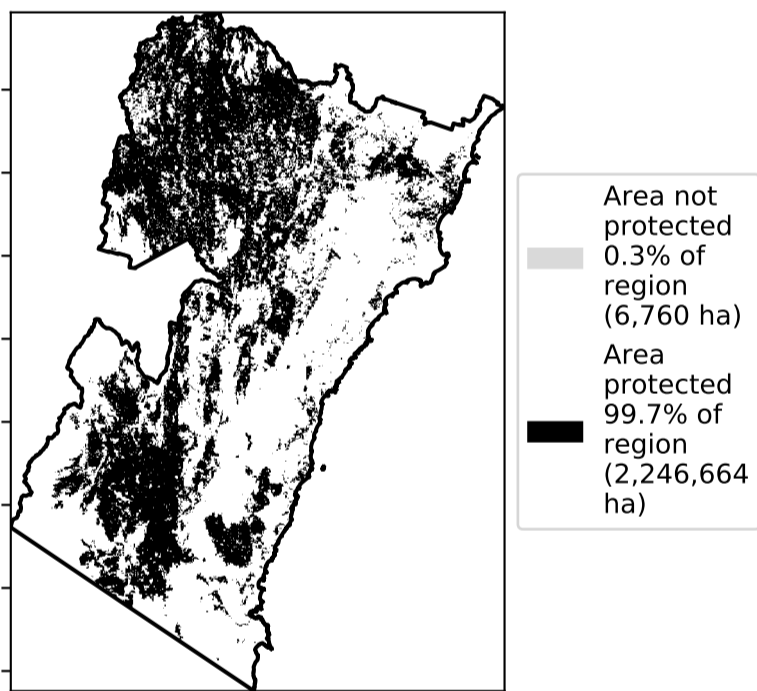 Area not
protected
0.3% of
region
(6,760 ha)
Area
protected
99.7% of
region
(2,246,664
ha)